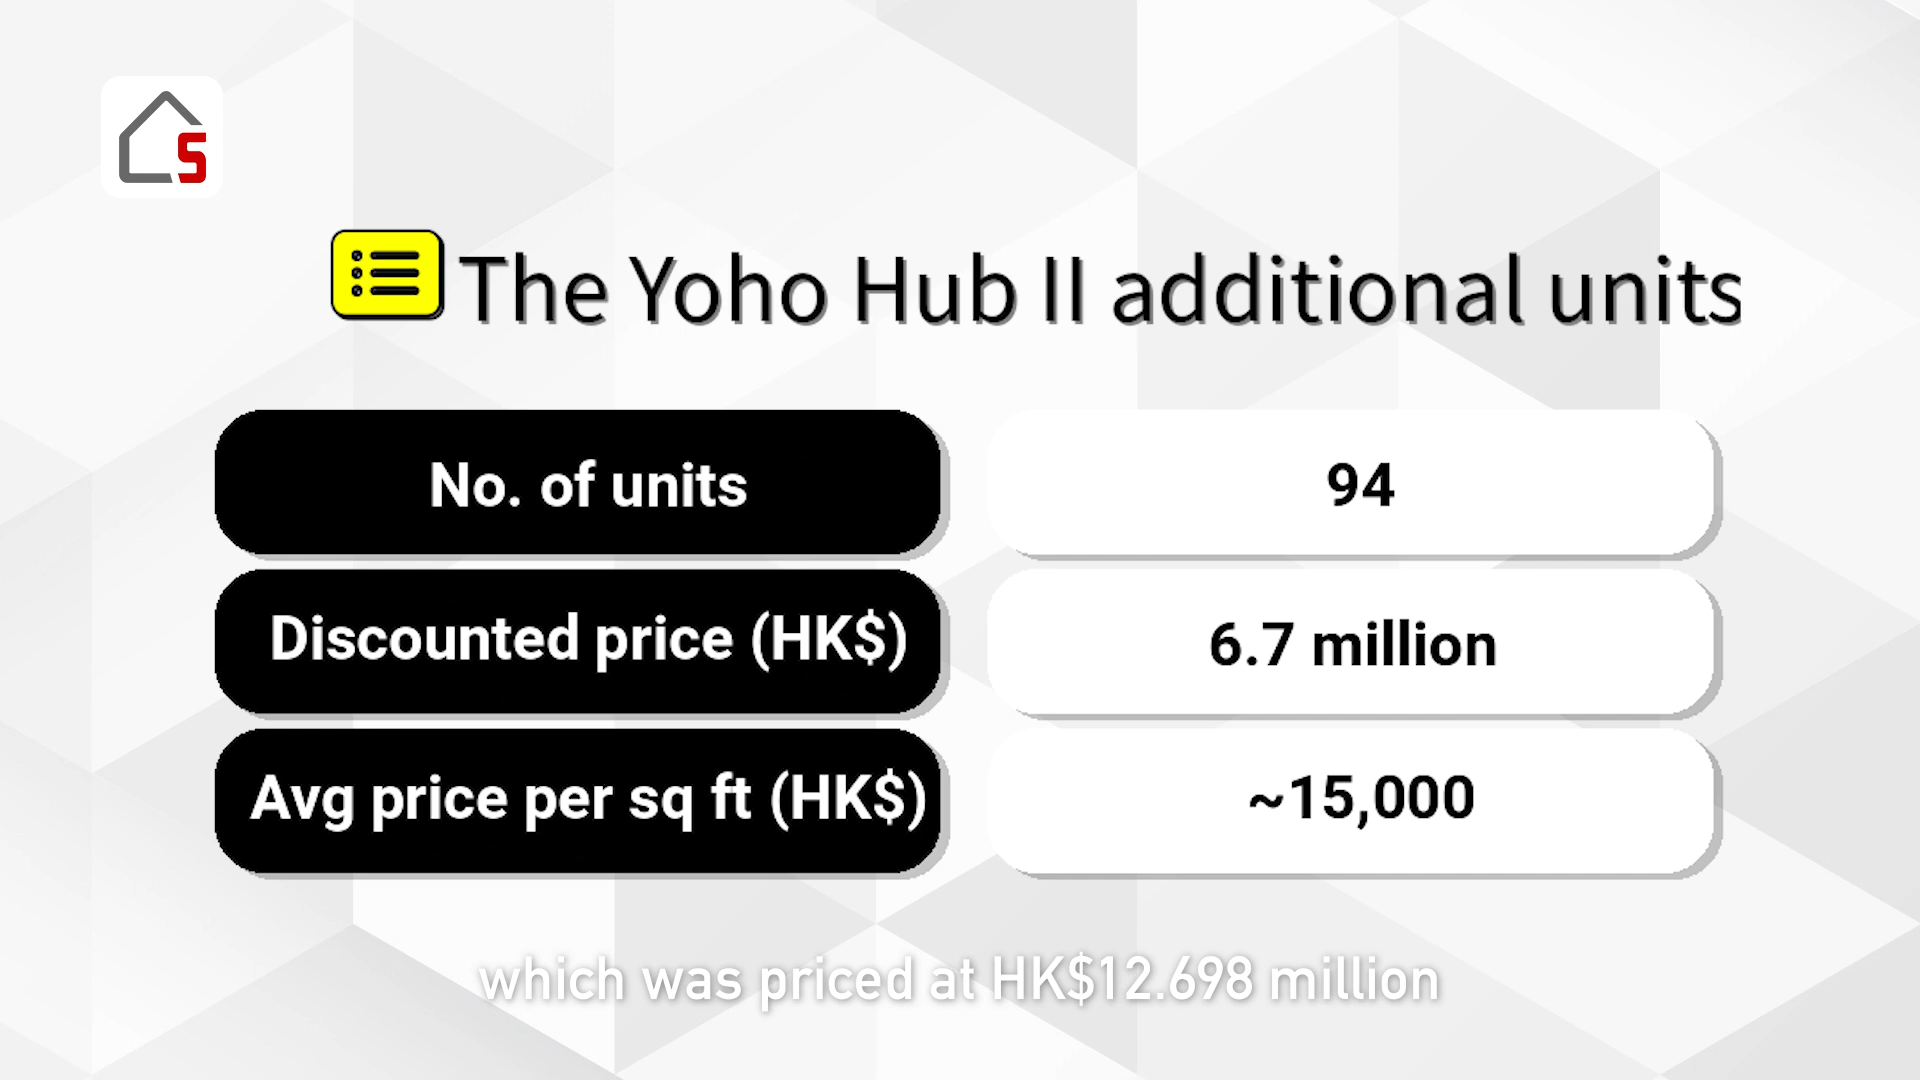 S
The Yoho Hub II additional units
No. of units
94
Discounted price (HK$)
6.7 million
Avg price per sq ft (HK$)
~15,000
which was priced at HK$12.698 million